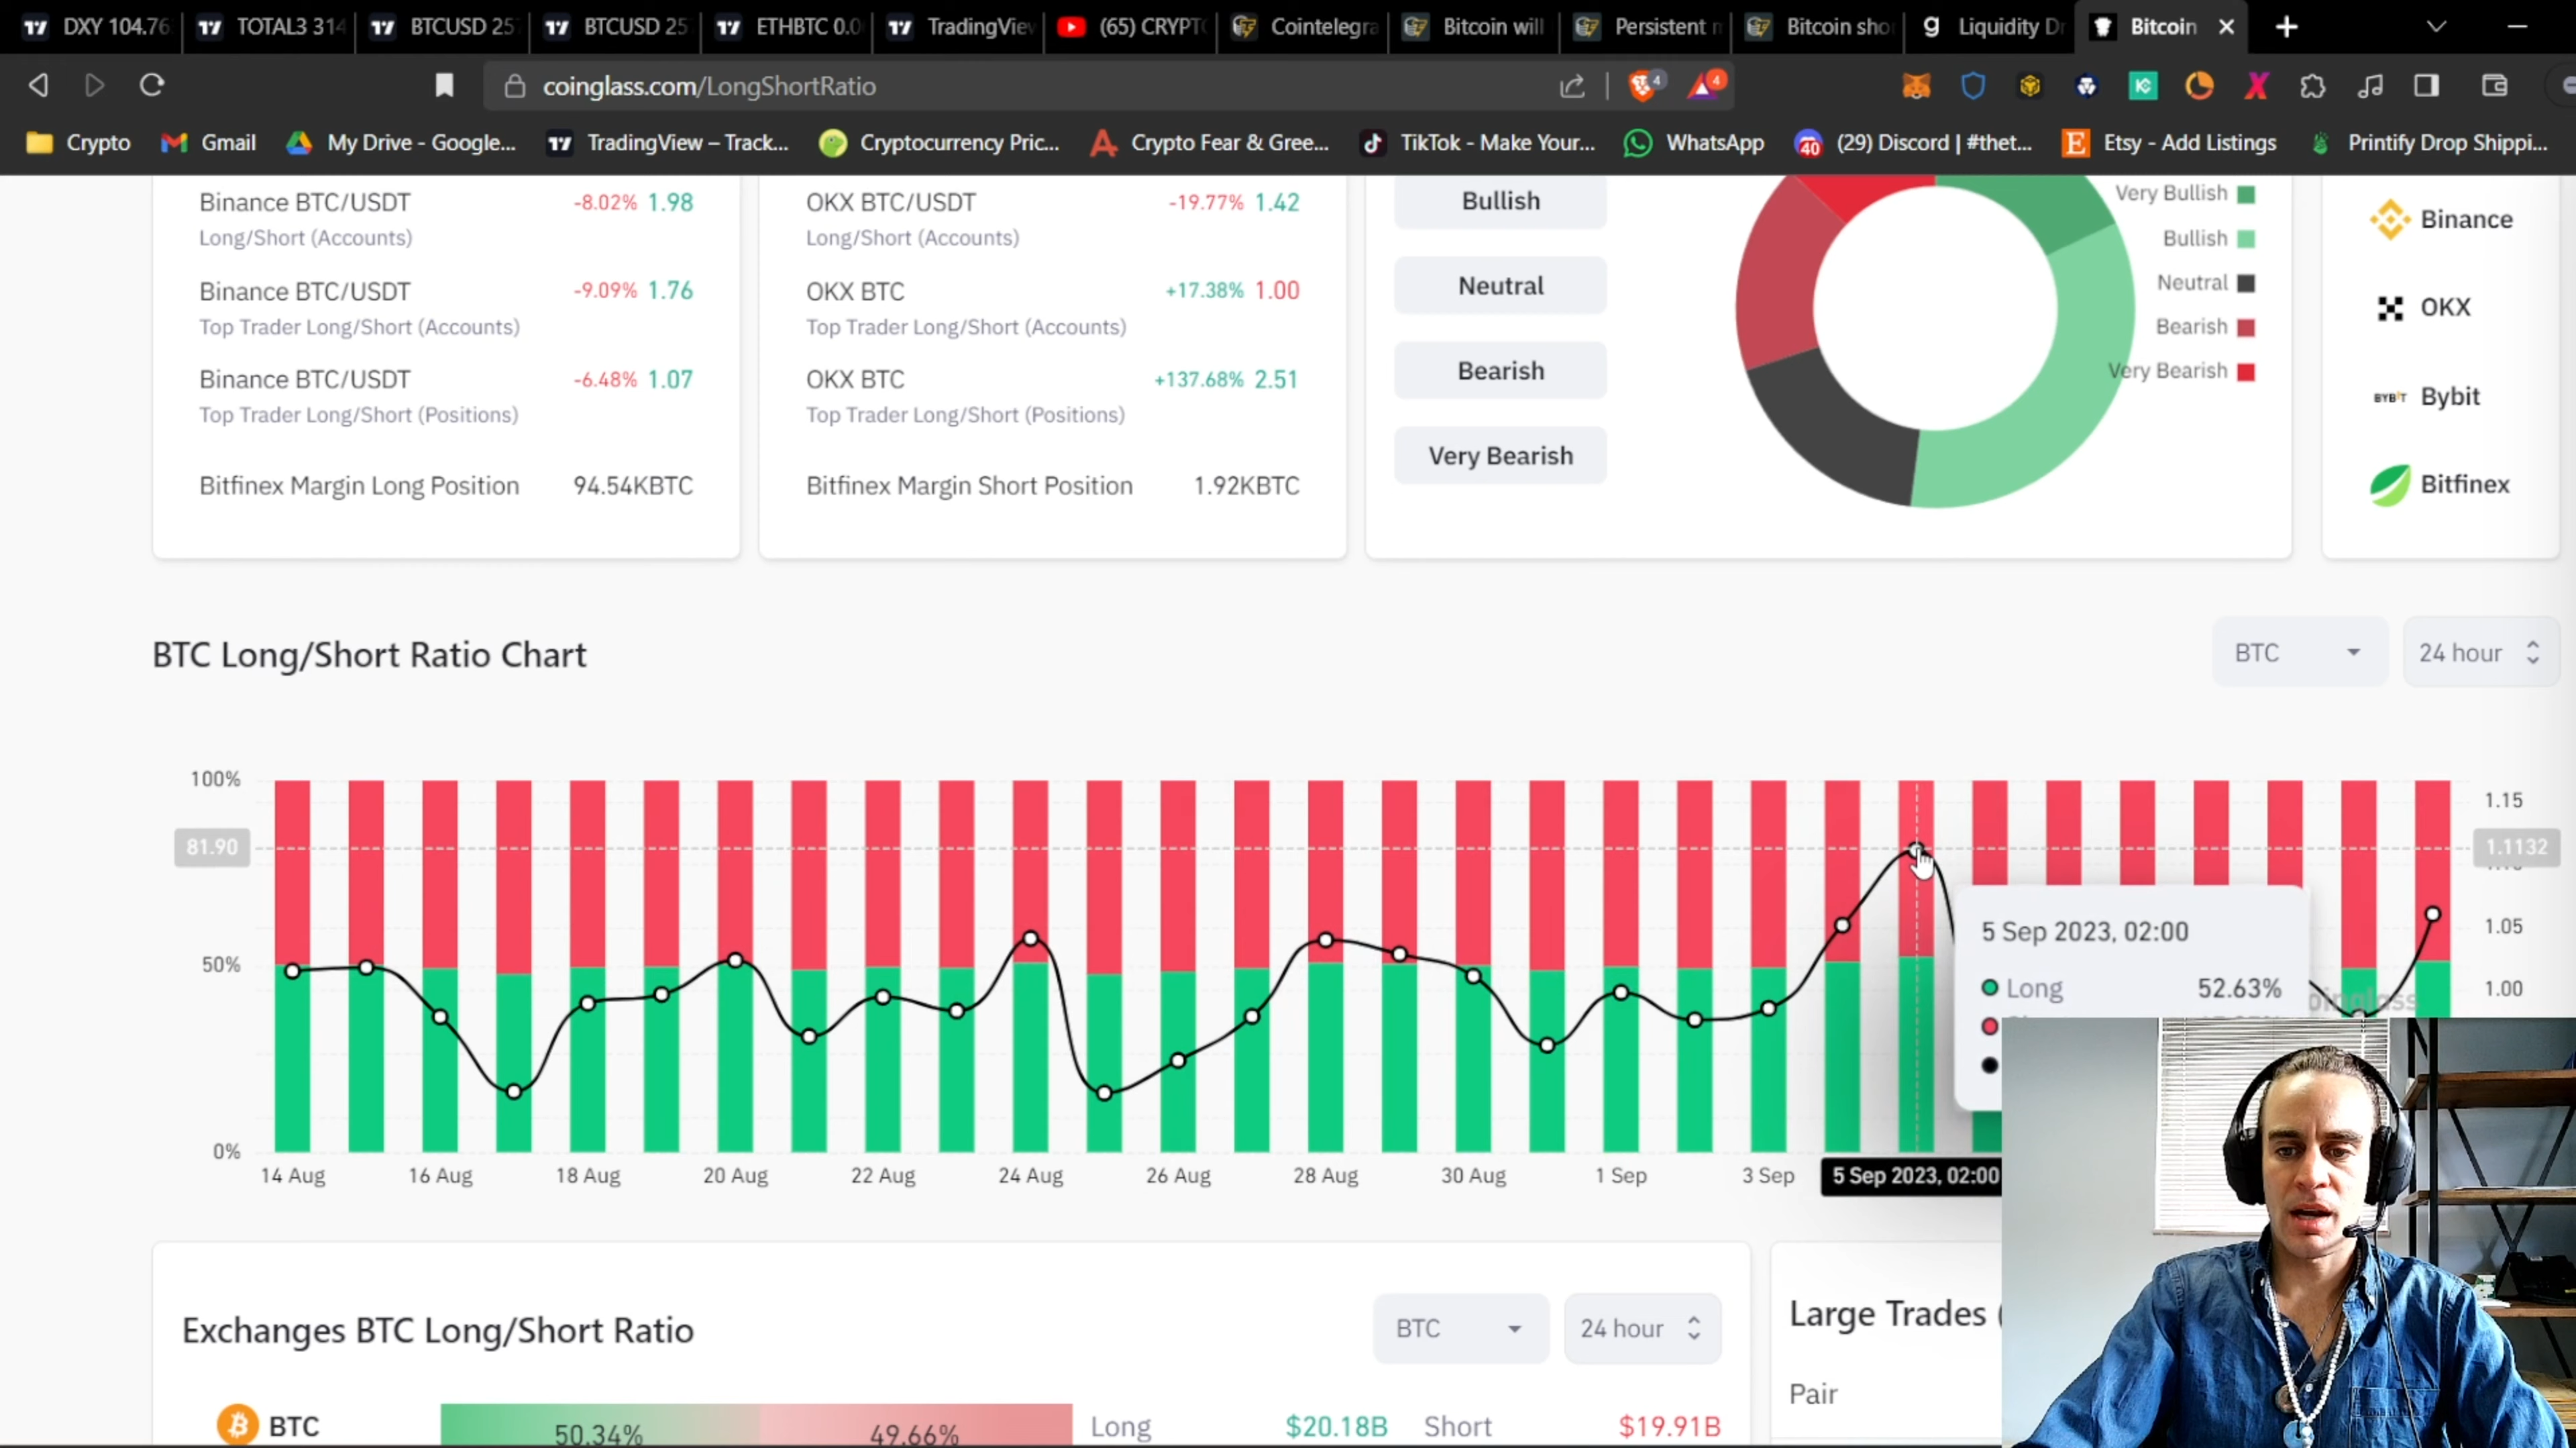 DXY 104.76
TOTAL3 314
BTCUSD 25
BTCUSD 25
ETHBTC 0.0
TradingView
(65) CRYPTO
Cointelegra
Bitcoin will
Persistent
Bitcoin sho
Liquidity Dr
Bitcoin
coinglass.com/LongShortRatio
4
4
Crypto
Gmail
My Drive - Google...
TradingView – Track...
Cryptocurrency Pric...
Crypto Fear & Gree...
TikTok - Make Your...
WhatsApp
40
(29) Discord | #thet...
Etsy - Add Listings
Printify Drop Shippi...
Binance BTC/USDT -8.02% 1.98
Long/Short (Accounts)
Binance BTC/USDT -9.09% 1.76
Top Trader Long/Short (Accounts)
Binance BTC/USDT -6.48% 1.07
Top Trader Long/Short (Positions)
Bitfinex Margin Long Position 94.54KBTC
OKX BTC/USDT -19.77% 1.42
Long/Short (Accounts)
OKX BTC +17.38% 1.00
Top Trader Long/Short (Accounts)
OKX BTC +137.68% 2.51
Top Trader Long/Short (Positions)
Bitfinex Margin Short Position 1.92KBTC
Bullish
Neutral
Bearish
Very Bearish
Very Bullish
Bullish
Neutral
Bearish
Very Bearish
Binance
OKX
BYBIT Bybit
Bitfinex
BTC Long/Short Ratio Chart
BTC
24 hour
100%
81.90
50%
0%
1.15
1.1132
1.05
1.00
5 Sep 2023, 02:00
Long 52.63%
14 Aug 16 Aug 18 Aug 20 Aug 22 Aug 24 Aug 26 Aug 28 Aug 30 Aug 1 Sep 3 Sep 5 Sep 2023, 02:00
Exchanges BTC Long/Short Ratio
BTC
24 hour
Large Trades (
Pair
BTC 50.34% 49.66% Long $20.18B Short $19.91B